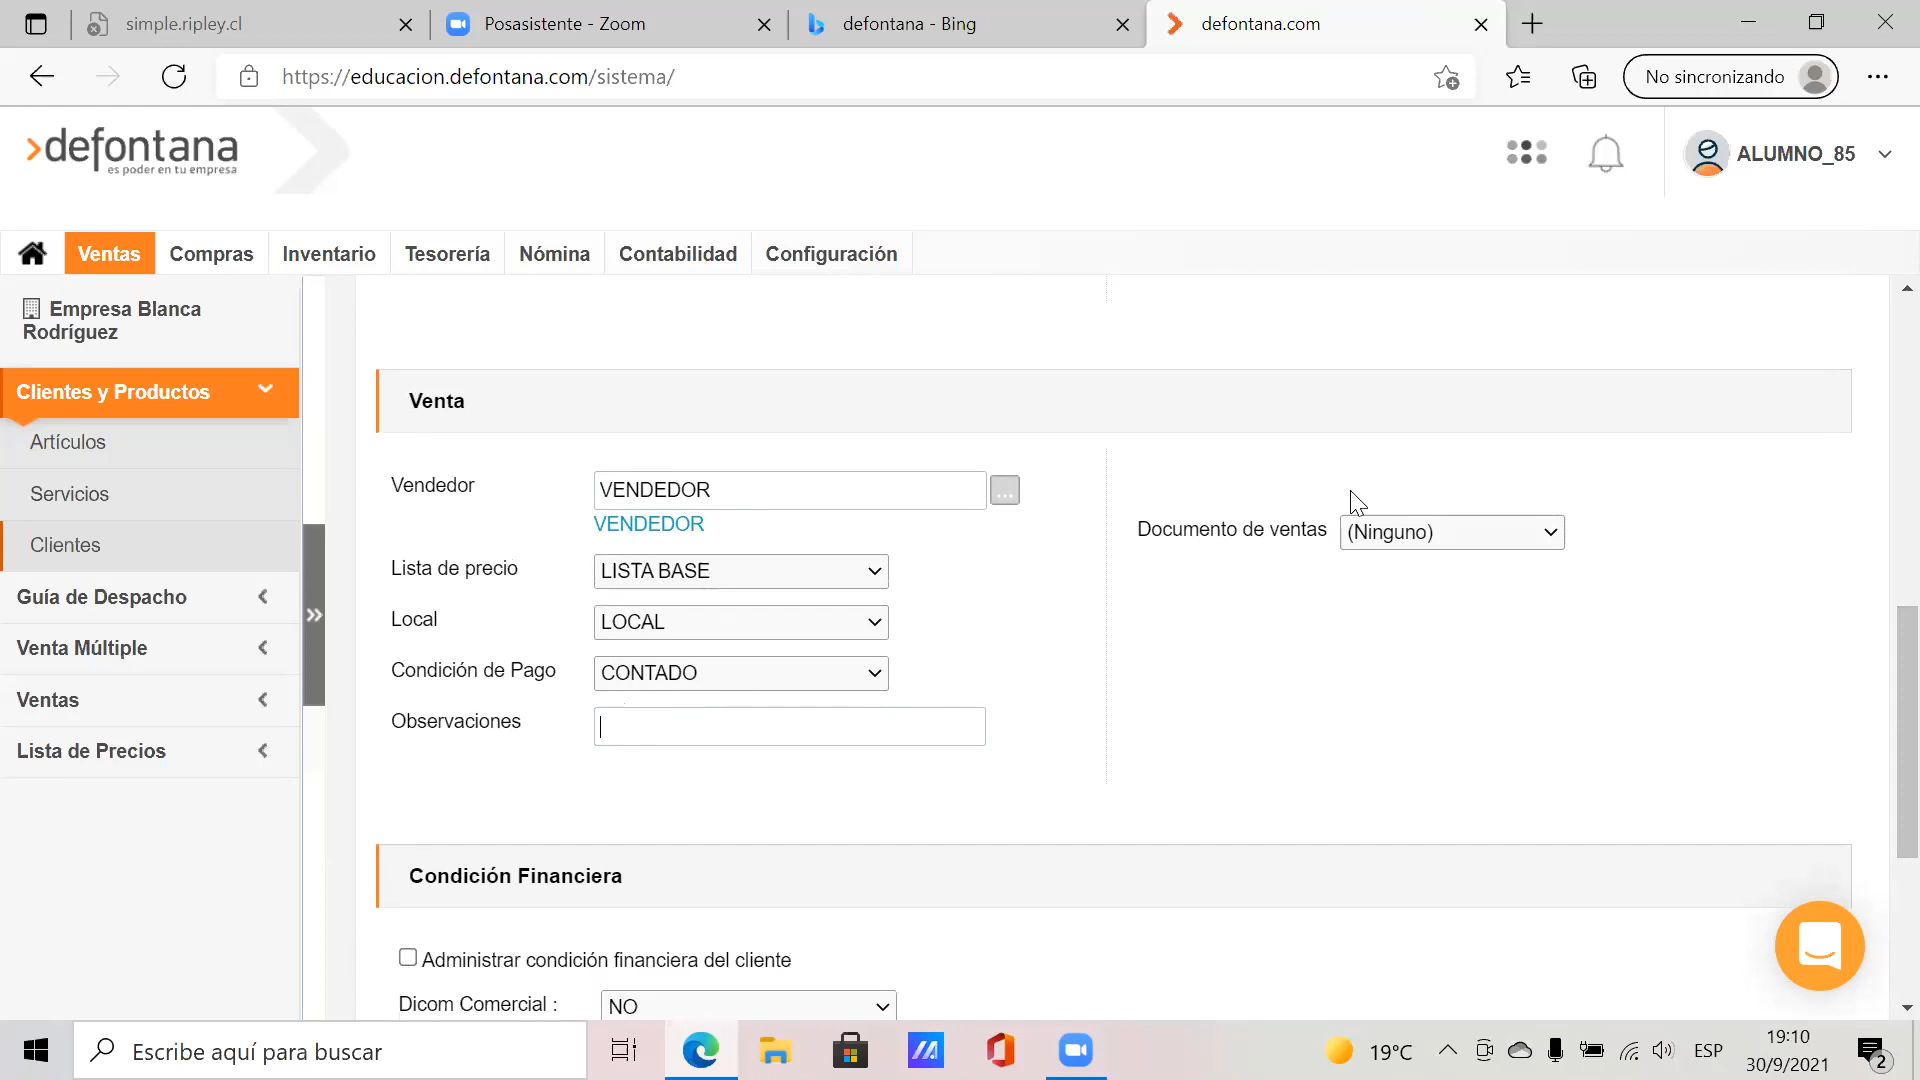 simple.ripley.cl
Posasistente - Zoom
defontana - Bing
defontana.com
https://educacion.defontana.com/sistema/
No sincronizando
defontana
es poder en tu empresa
ALUMNO_85
Ventas
Compras
Inventario
Tesorería
Nómina
Contabilidad
Configuración
Empresa Blanca
Rodríguez
Clientes y Productos
Artículos
Servicios
Clientes
Guía de Despacho
Venta Múltiple
Ventas
Lista de Precios
Venta
Vendedor
VENDEDOR
...
VENDEDOR
Documento de ventas
(Ninguno)
Lista de precio
LISTA BASE
Local
LOCAL
Condición de Pago
CONTADO
Observaciones
Condición Financiera
Administrar condición financiera del cliente
Dicom Comercial :
NO
Escribe aquí para buscar
19°C
ESP
19:10
30/9/2021
2